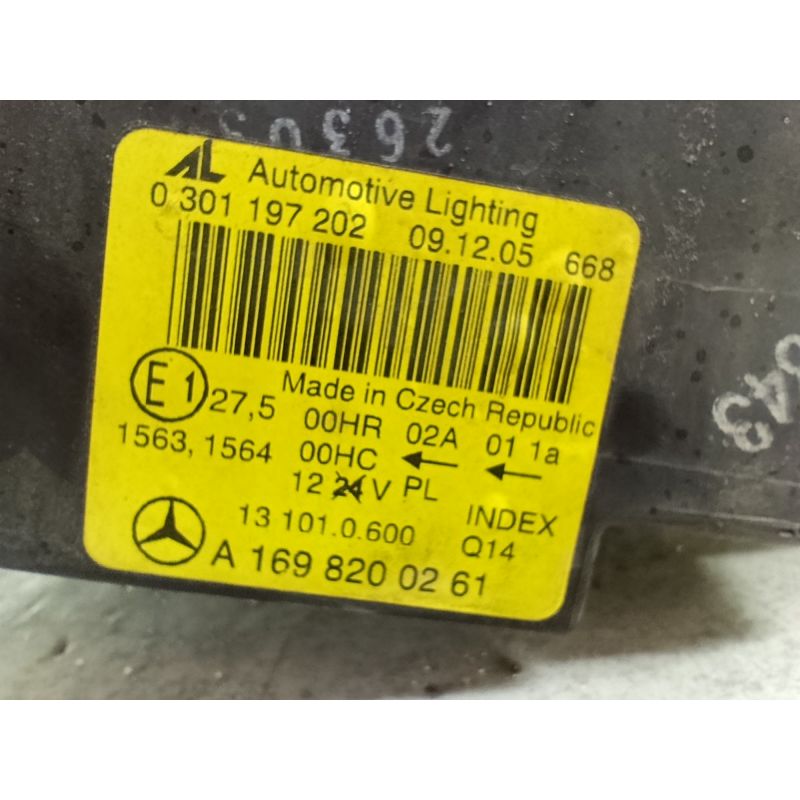 AL Automotive Lighting
0 301 197 202 09.12.05 668
Made in Czech Republic
E1 27,5 00HR 02A 01 1a
1563, 1564 00HC ← ←
12 24 V PL
13 101.0.600 INDEX
Q14
A 169 820 02 61